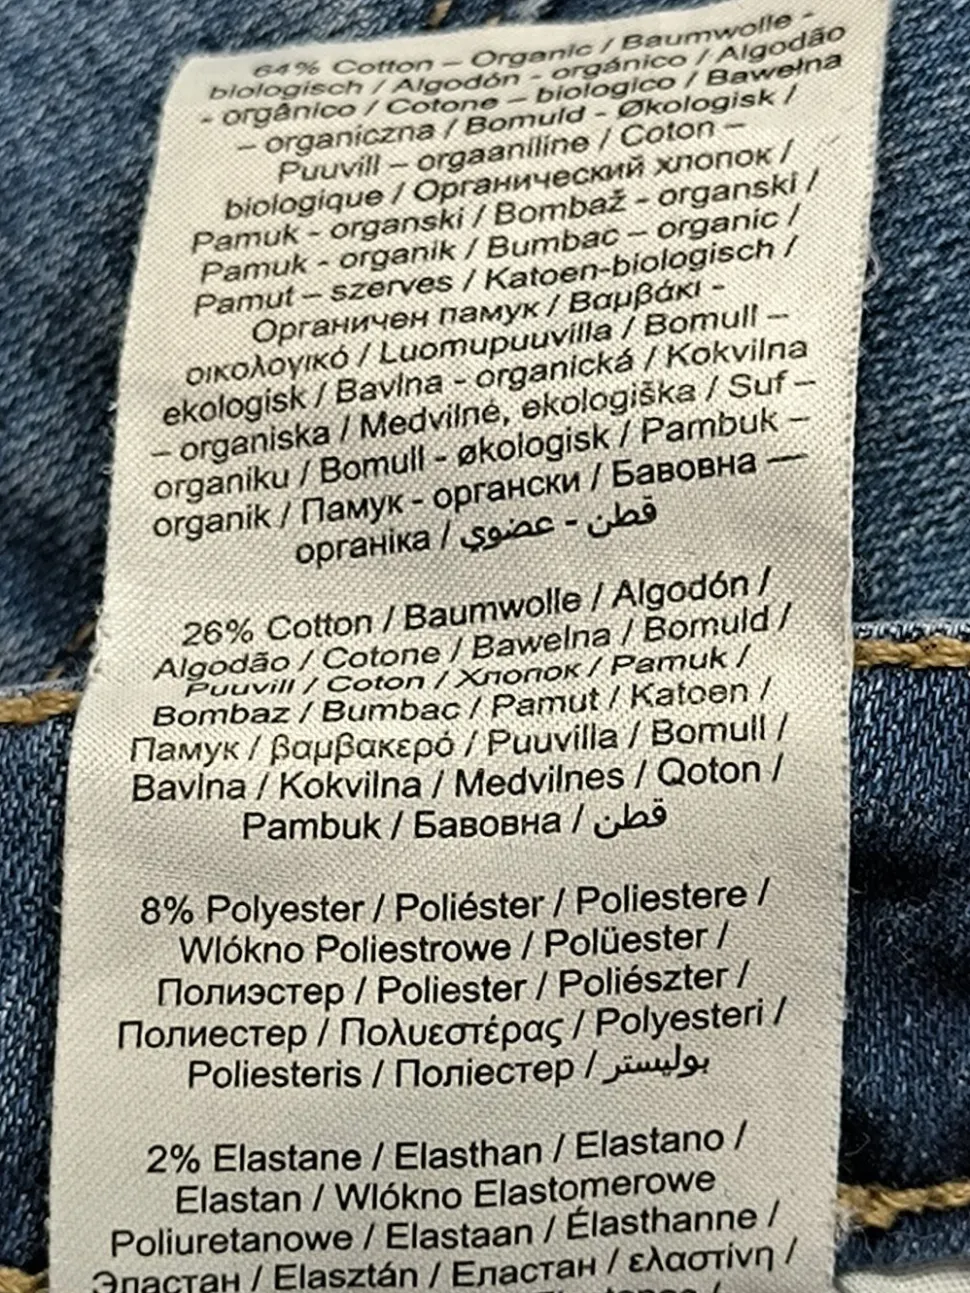 64% Cotton – Organic / Baumwolle -
biologisch / Algodón - orgánico / Algodão
- orgânico / Cotone – biologico / Bawełna
– organiczna / Bomuld - Økologisk /
Puuvill – orgaaniline / Coton –
biologique / Органический хлопок /
Pamuk - organski / Bombaž - organski /
Pamuk - organik / Bumbac – organic /
Pamut – szerves / Katoen-biologisch /
Органичен памук / Βαμβάκι -
οικολογικό / Luomupuuvilla / Bomull –
ekologisk / Bavlna - organická / Kokvilna
– organiska / Medvilnė, ekologiška / Suf –
organiku / Bomull - økologisk / Pambuk –
organik / Памук - органски / Бавовна —
органіка / قطن - عضوي
26% Cotton / Baumwolle / Algodón /
Algodão / Cotone / Bawełna / Bomuld /
Puuvill / Coton / Хлопок / Pamuk /
Bombaz / Bumbac / Pamut / Katoen /
Памук / βαμβακερό / Puuvilla / Bomull /
Bavlna / Kokvilna / Medvilnes / Qoton /
Pambuk / Бавовна / قطن
8% Polyester / Poliéster / Poliestere /
Wlókno Poliestrowe / Polüester /
Полиэстер / Poliester / Poliészter /
Полиестер / Πολυεστέρας / Polyesteri /
Poliesteris / Поліестер / بوليستر
2% Elastane / Elasthan / Elastano /
Elastan / Wlókno Elastomerowe
Poliuretanowe / Elastaan / Élasthanne /
Эластан / Elasztán / Еластан / ελαστίνη /